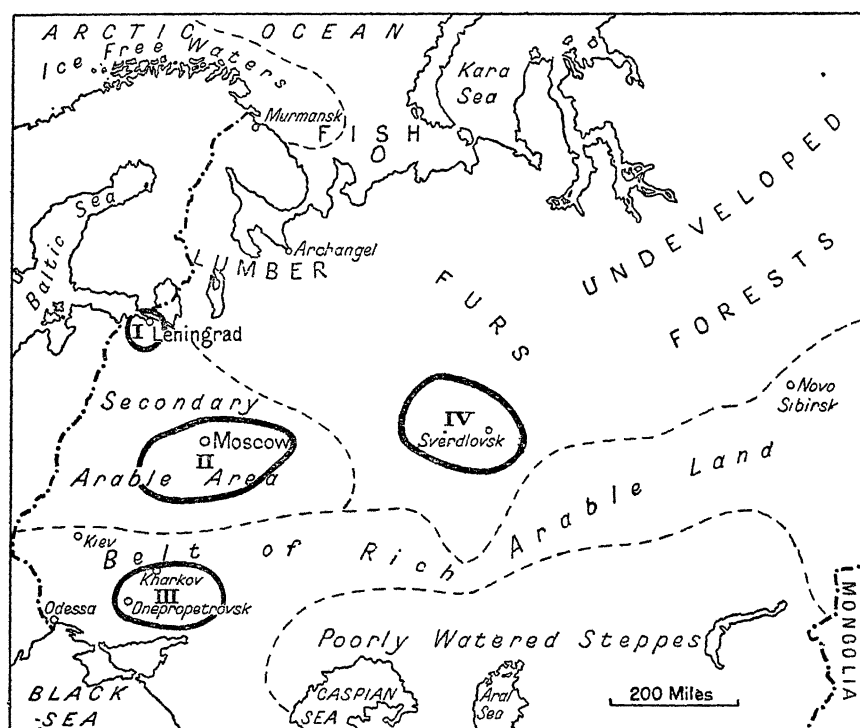 ARCTIC OCEAN
Ice Free Waters
Kara
Sea
Murmansk
FISH
Baltic Sea
Archangel
LUMBER
UNDEVELOPED
FORESTS
FURS
I
Leningrad
Novo
Sibirsk
Secondary
IV
Sverdlovsk
Moscow
II
Arable Area
Belt of Rich Arable Land
Kiev
Kharkov
III
Dnepropetrovsk
Odessa
Poorly Watered Steppes
MONGOLIA
BLACK
-SEA
CASPIAN
SEA
Aral
Sea
200 Miles